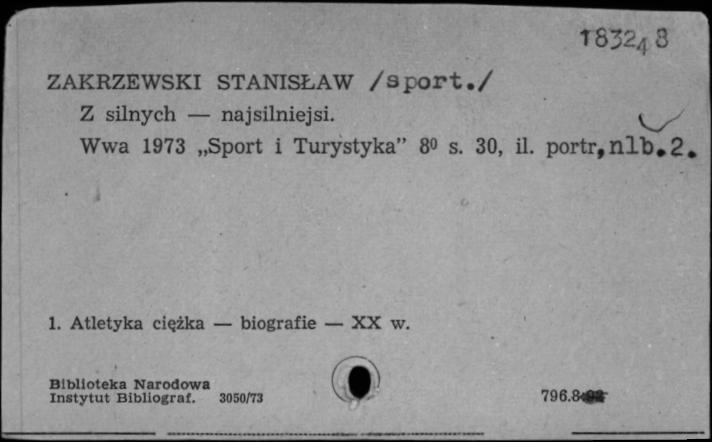 183248
ZAKRZEWSKI STANISŁAW /sport./
Z silnych — najsilniejsi.
Wwa 1973 „Sport i Turystyka” 8⁰ s. 30, il. portr, nlb.2.
1. Atletyka ciężka — biografie — XX w.
Biblioteka Narodowa
Instytut Bibliograf. 3050/73
796.8